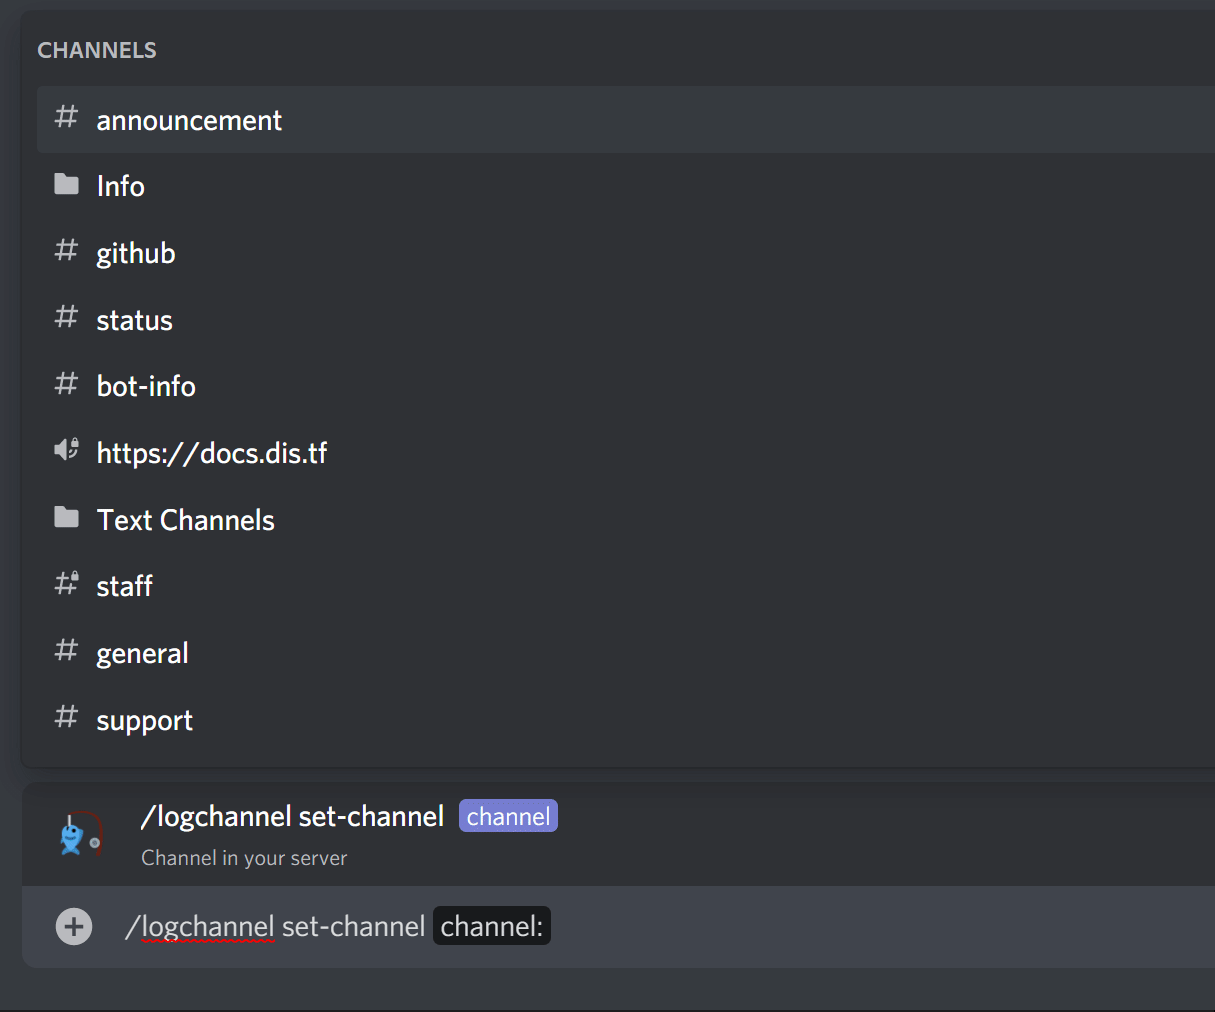 CHANNELS
announcement
Info
github
status
bot-info
https://docs.dis.tf
Text Channels
staff
general
support
/logchannel set-channel channel
Channel in your server
/logchannel set-channel channel: